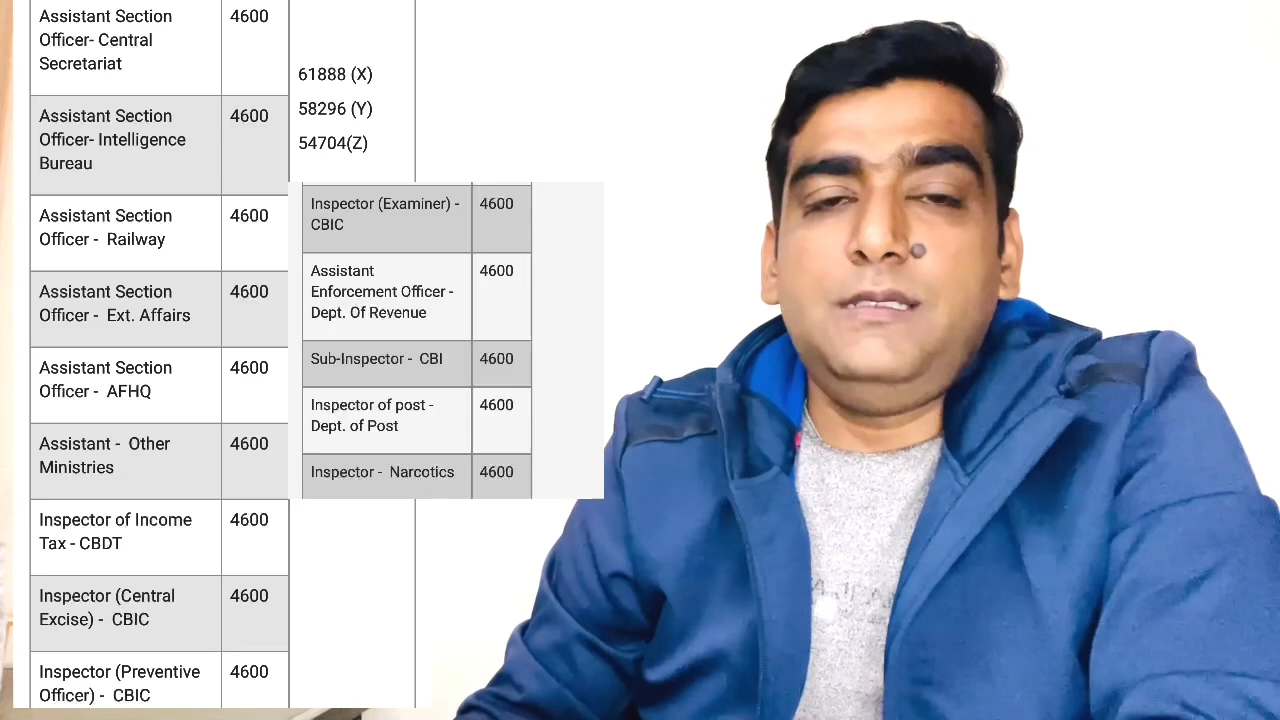 Assistant Section 4600
Officer- Central
Secretariat
61888 (X)
58296 (Y)
54704(Z)
Assistant Section 4600
Officer- Intelligence
Bureau
Assistant Section 4600
Officer - Railway
Assistant Section 4600
Officer - Ext. Affairs
Assistant Section 4600
Officer - AFHQ
Assistant - Other 4600
Ministries
Inspector of Income 4600
Tax - CBDT
Inspector (Central 4600
Excise) - CBIC
Inspector (Preventive 4600
Officer) - CBIC
Inspector (Examiner) - 4600
CBIC
Assistant 4600
Enforcement Officer -
Dept. Of Revenue
Sub-Inspector - CBI 4600
Inspector of post - 4600
Dept. of Post
Inspector - Narcotics 4600